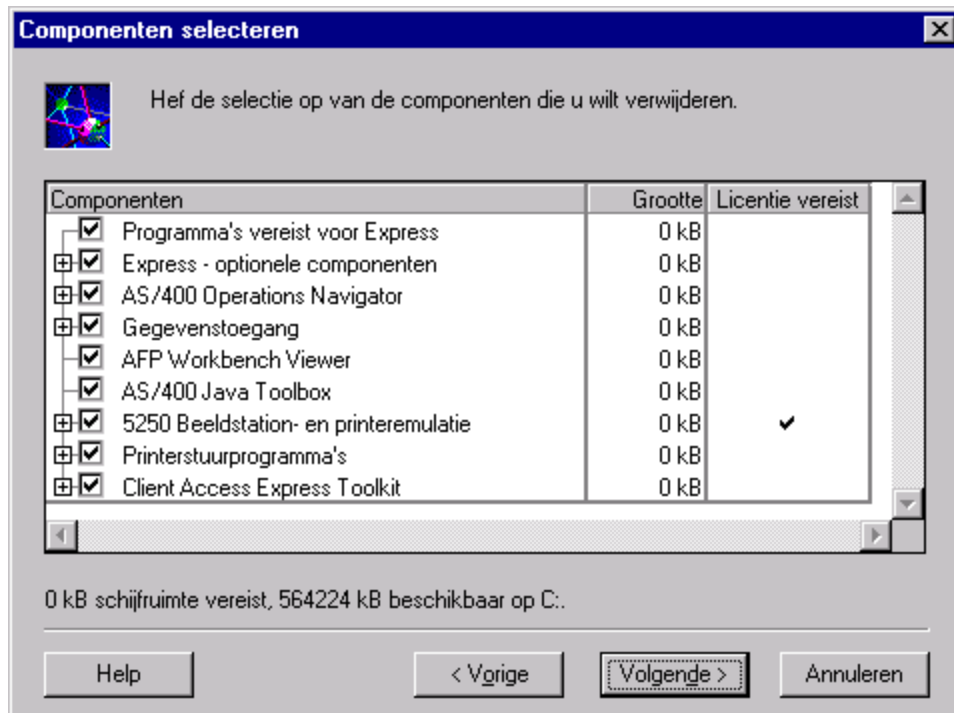 Componenten selecteren
Hef de selectie op van de componenten die u wilt verwijderen.
Componenten Grootte Licentie vereist
Programma's vereist voor Express 0 kB
Express - optionele componenten 0 kB
AS/400 Operations Navigator 0 kB
Gegevenstoegang 0 kB
AFP Workbench Viewer 0 kB
AS/400 Java Toolbox 0 kB
5250 Beeldstation- en printeremulatie 0 kB
Printerstuurprogramma's 0 kB
Client Access Express Toolkit 0 kB
0 kB schijfruimte vereist, 564224 kB beschikbaar op C:.
Help < Vorige Volgende > Annuleren